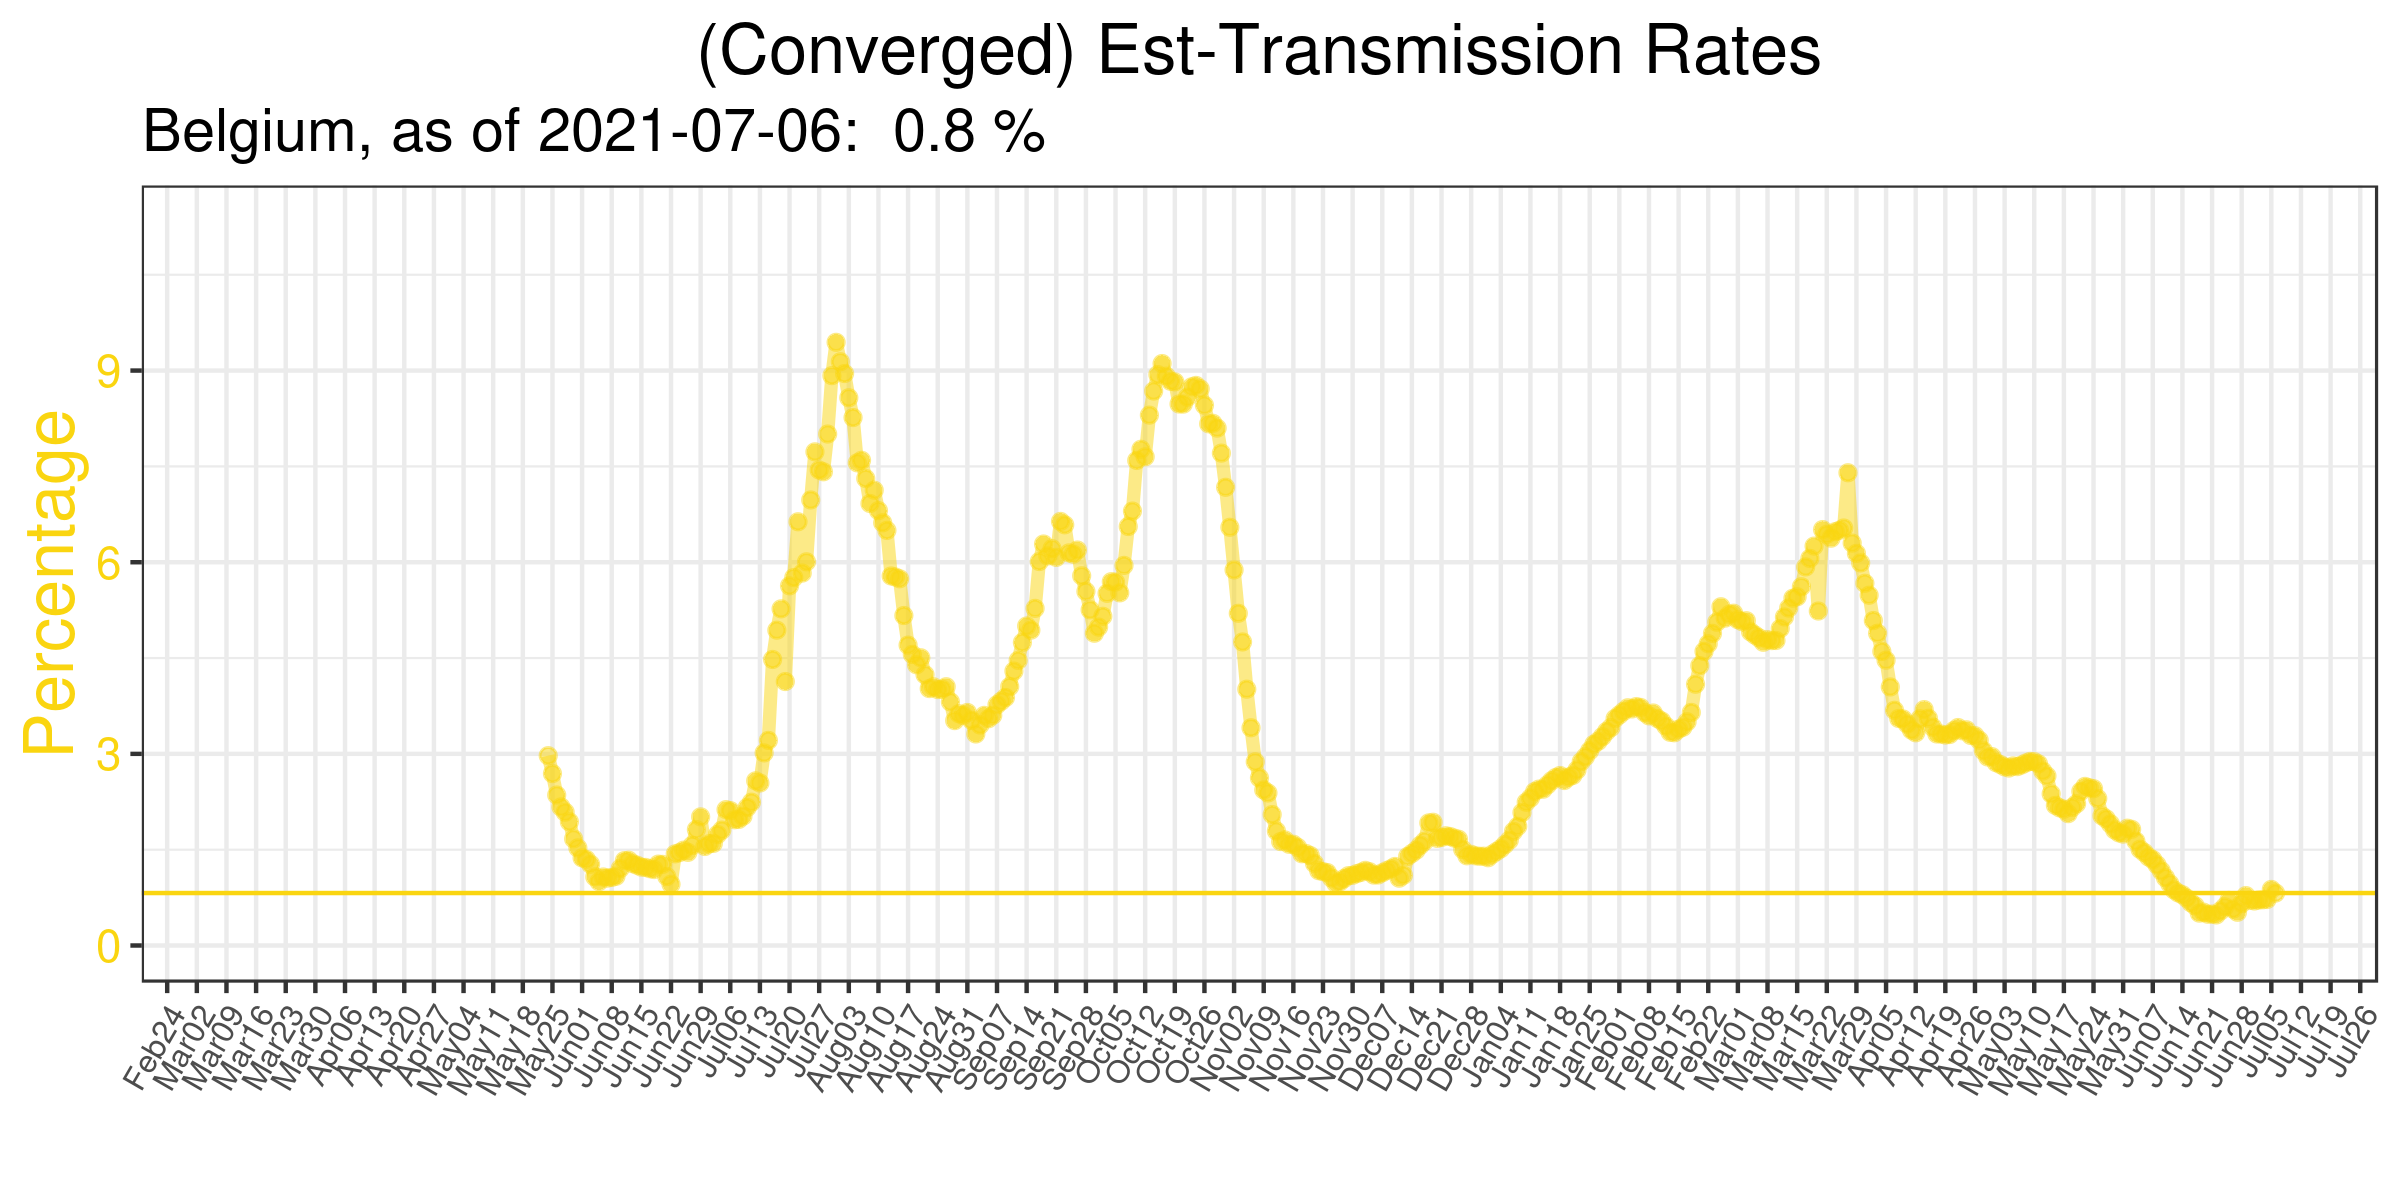 (Converged) Est-Transmission Rates
Belgium, as of 2021-07-06:  0.8 %
Percentage
9
6
3
0
Feb24
Mar02
Mar09
Mar16
Mar23
Mar30
Apr06
Apr13
Apr20
Apr27
May04
May11
May18
May25
Jun01
Jun08
Jun15
Jun22
Jun29
Jul06
Jul13
Jul20
Jul27
Aug03
Aug10
Aug17
Aug24
Aug31
Sep07
Sep14
Sep21
Sep28
Oct05
Oct12
Oct19
Oct26
Nov02
Nov09
Nov16
Nov23
Nov30
Dec07
Dec14
Dec21
Dec28
Jan04
Jan11
Jan18
Jan25
Feb01
Feb08
Feb15
Feb22
Mar01
Mar08
Mar15
Mar22
Mar29
Apr05
Apr12
Apr19
Apr26
May03
May10
May17
May24
May31
Jun07
Jun14
Jun21
Jun28
Jul05
Jul12
Jul19
Jul26